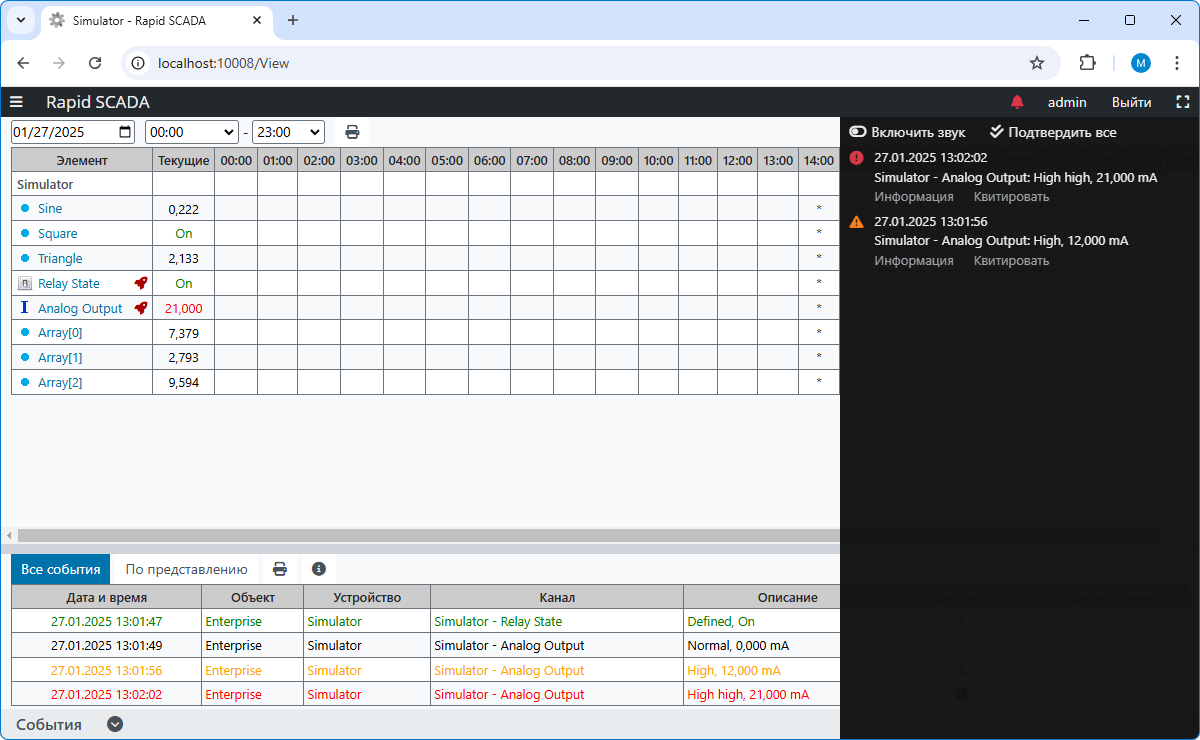 Simulator - Rapid SCADA
localhost:10008/View
M
Rapid SCADA
admin Выйти
01/27/2025 00:00 - 23:00
Включить звук Подтвердить все
Элемент Текущие 00:00 01:00 02:00 03:00 04:00 05:00 06:00 07:00 08:00 09:00 10:00 11:00 12:00 13:00 14:00
Simulator
Sine 0,222 *
Square On *
Triangle 2,133 *
Relay State On *
Analog Output 21,000 *
Array[0] 7,379 *
Array[1] 2,793 *
Array[2] 9,594 *
27.01.2025 13:02:02
Simulator - Analog Output: High high, 21,000 mA
Информация Квитировать
27.01.2025 13:01:56
Simulator - Analog Output: High, 12,000 mA
Информация Квитировать
Все события По представлению
Дата и время Объект Устройство Канал Описание
27.01.2025 13:01:47 Enterprise Simulator Simulator - Relay State Defined, On
27.01.2025 13:01:49 Enterprise Simulator Simulator - Analog Output Normal, 0,000 mA
27.01.2025 13:01:56 Enterprise Simulator Simulator - Analog Output High, 12,000 mA
27.01.2025 13:02:02 Enterprise Simulator Simulator - Analog Output High high, 21,000 mA
События